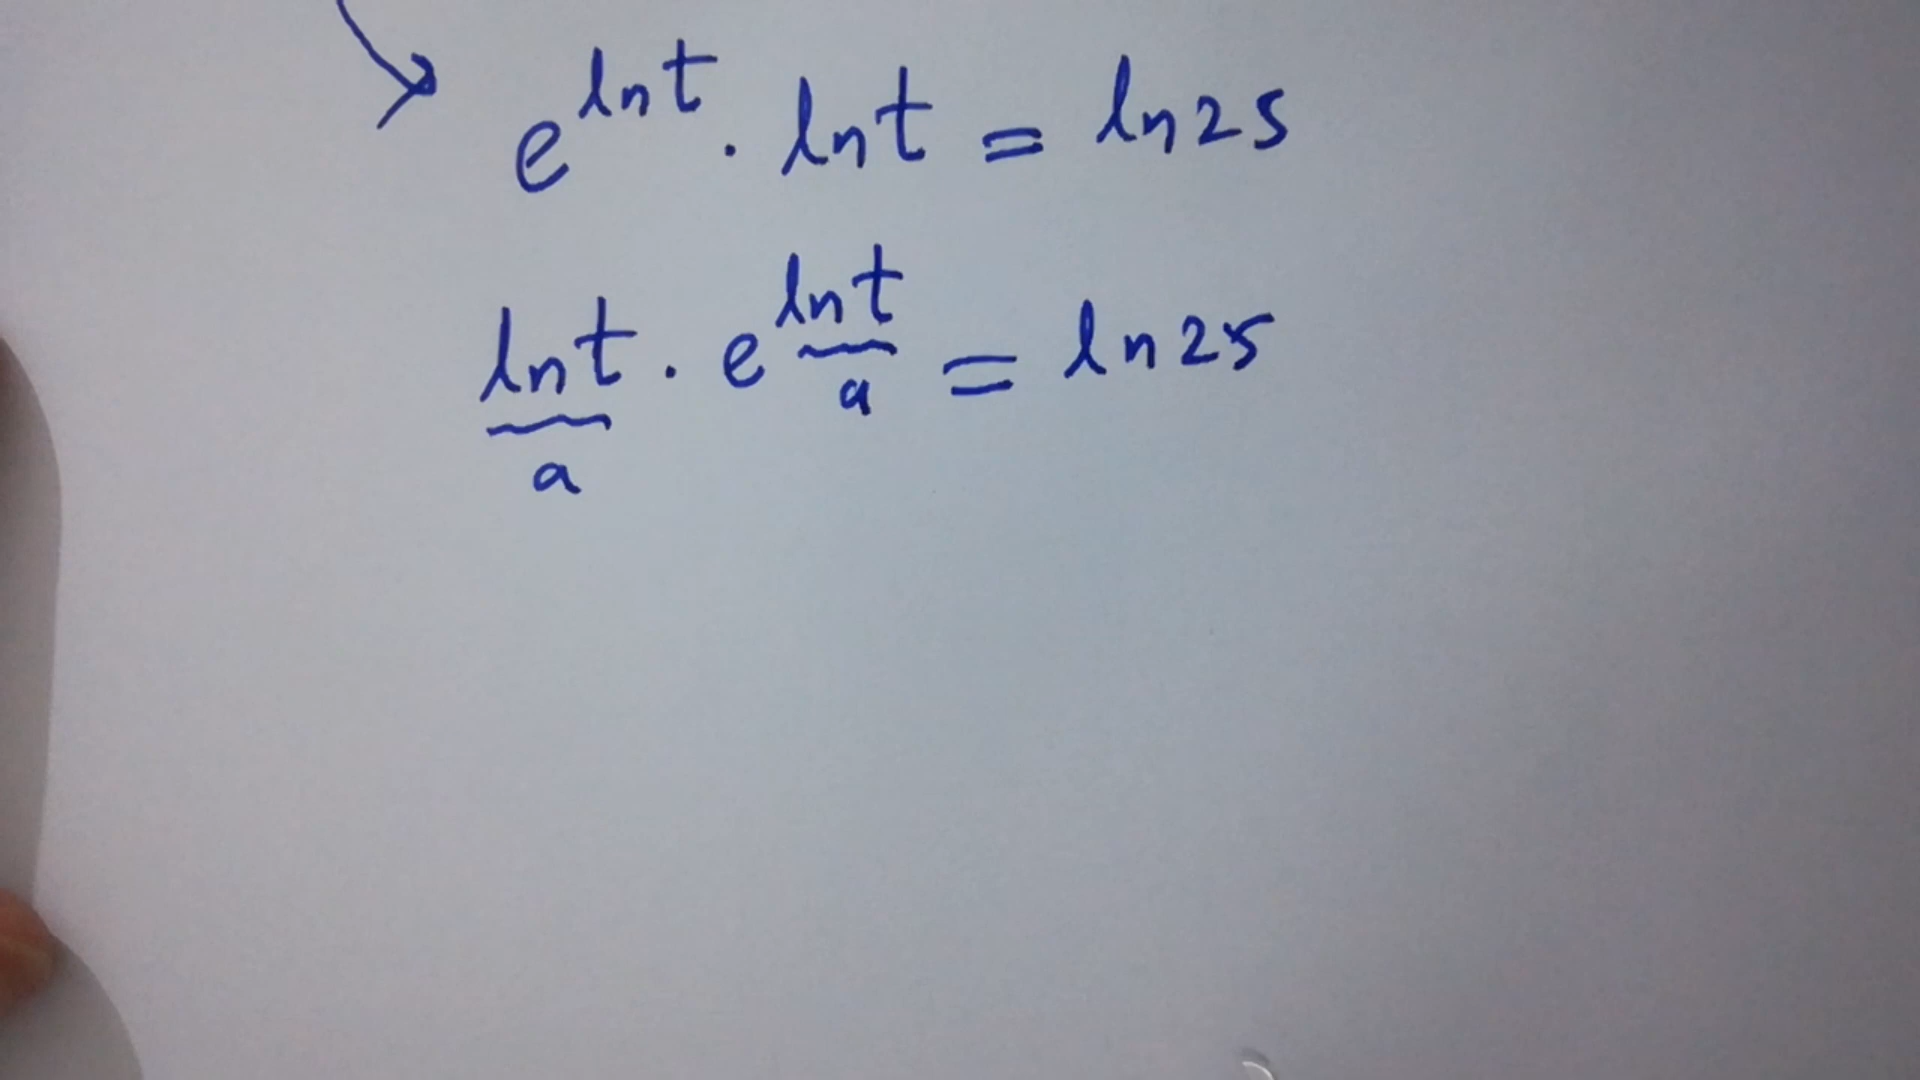 e^{ln t} · ln t = ln 25
ln t · e^{ln t} = ln 25
a a